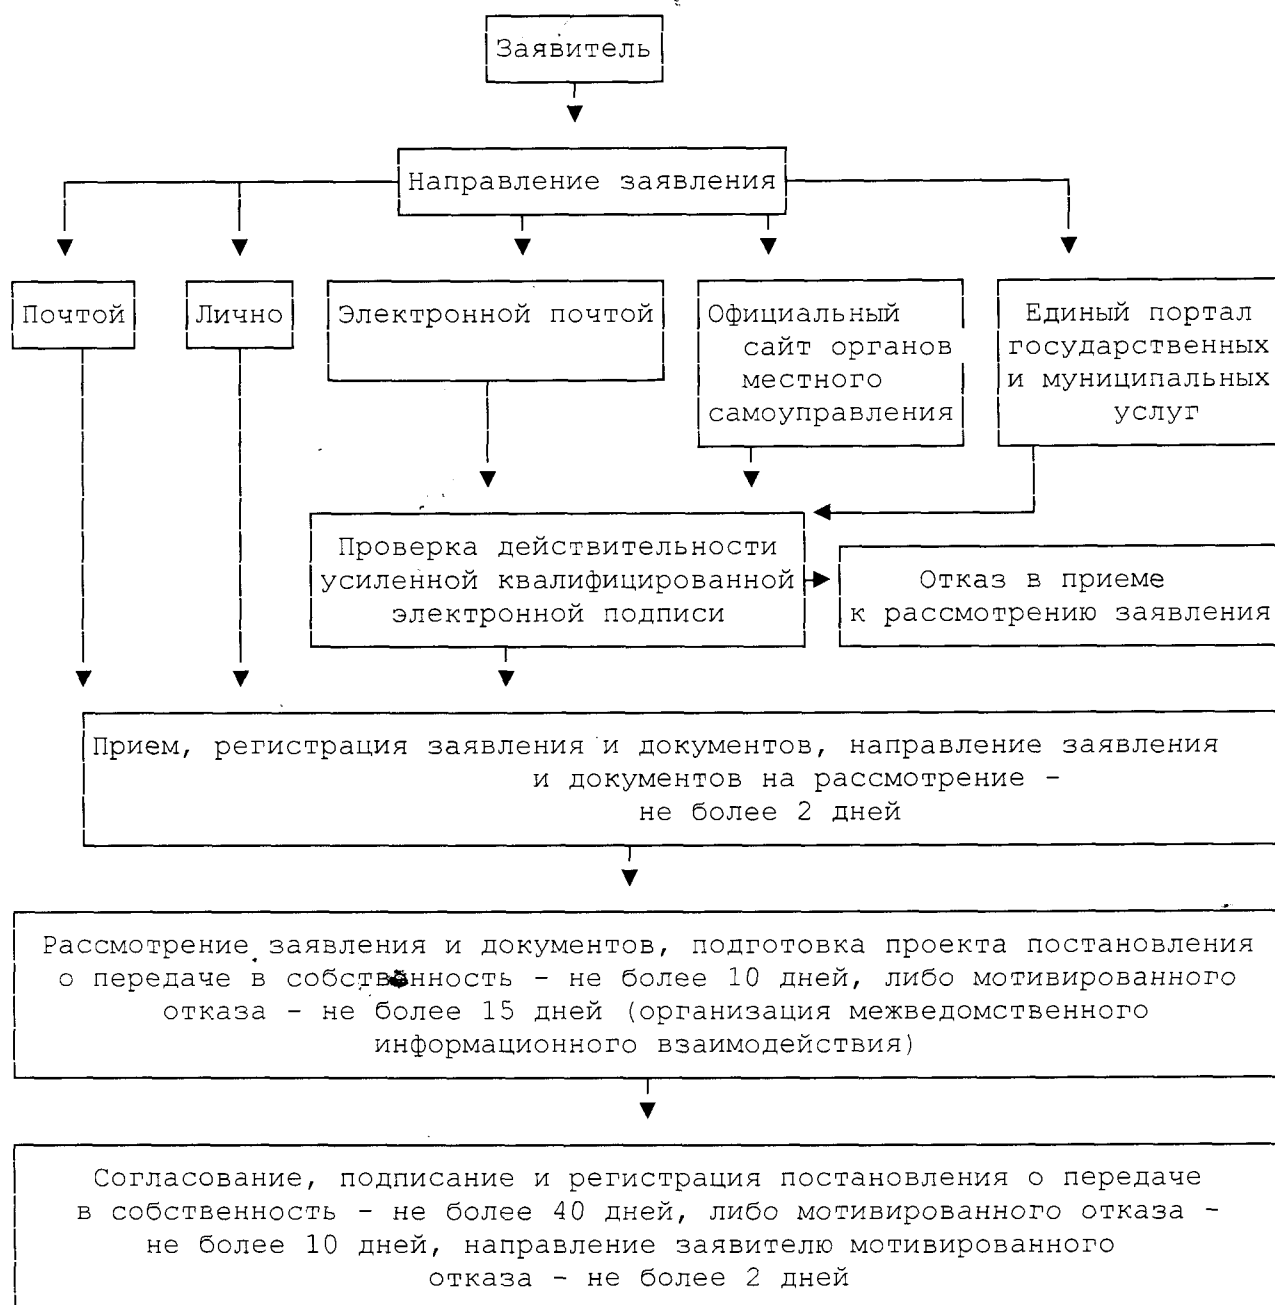 Заявитель
Направление заявления
Почтой
Лично
Электронной почтой
Официальный
сайт органов
местного
самоуправления
Единый портал
государственных
и муниципальных
услуг
Проверка действительности
усиленной квалифицированной
электронной подписи
Отказ в приеме
к рассмотрению заявления
Прием, регистрация заявления и документов, направление заявления
и документов на рассмотрение -
не более 2 дней
Рассмотрение заявления и документов, подготовка проекта постановления
о передаче в собственность - не более 10 дней, либо мотивированного
отказа - не более 15 дней (организация межведомственного
информационного взаимодействия)
Согласование, подписание и регистрация постановления о передаче
в собственность - не более 40 дней, либо мотивированного отказа -
не более 10 дней, направление заявителю мотивированного
отказа - не более 2 дней